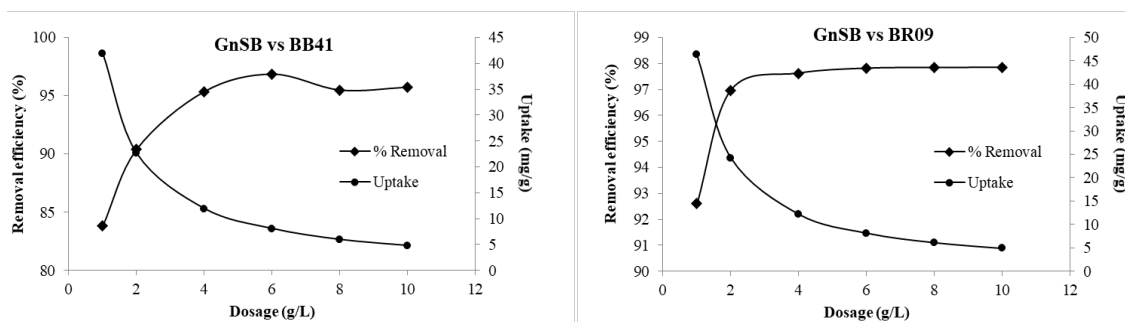 GnSB vs BB41
Removal efficiency (%)
100
95
90
85
80
45
40
35
30
25
20
15
10
5
0
Uptake (mg/g)
% Removal
Uptake
0 2 4 6 8 10 12
Dosage (g/L)
GnSB vs BR09
Removal efficiency (%)
99
98
97
96
95
94
93
92
91
90
50
45
40
35
30
25
20
15
10
5
0
Uptake (mg/g)
% Removal
Uptake
0 2 4 6 8 10 12
Dosage (g/L)